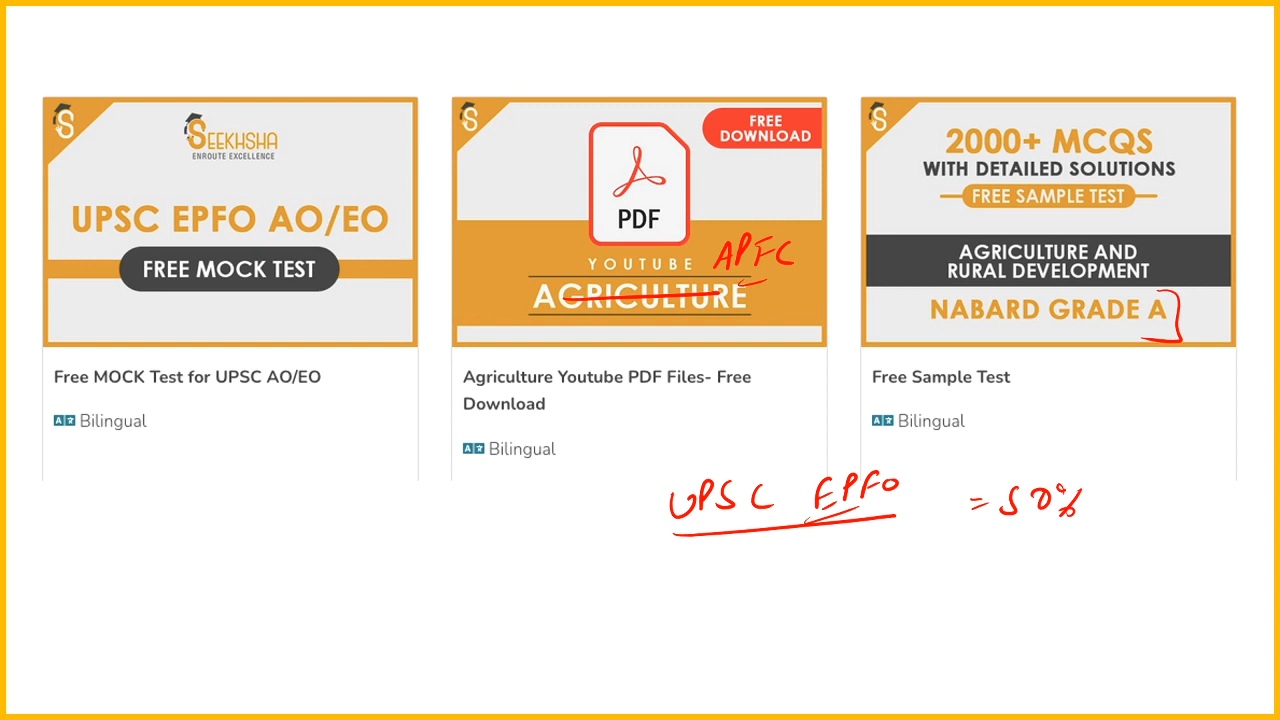 S
SEEKHSHA
ENROUTE EXCELLENCE
UPSC EPFO AO/EO
FREE MOCK TEST
Free MOCK Test for UPSC AO/EO
Bilingual
S
FREE
DOWNLOAD
PDF
YOUTUBE
APFC
AGRICULTURE
Agriculture Youtube PDF Files- Free
Download
Bilingual
S
2000+ MCQS
WITH DETAILED SOLUTIONS
FREE SAMPLE TEST
AGRICULTURE AND
RURAL DEVELOPMENT
NABARD GRADE A
Free Sample Test
Bilingual
UPSC EPFO = 50%